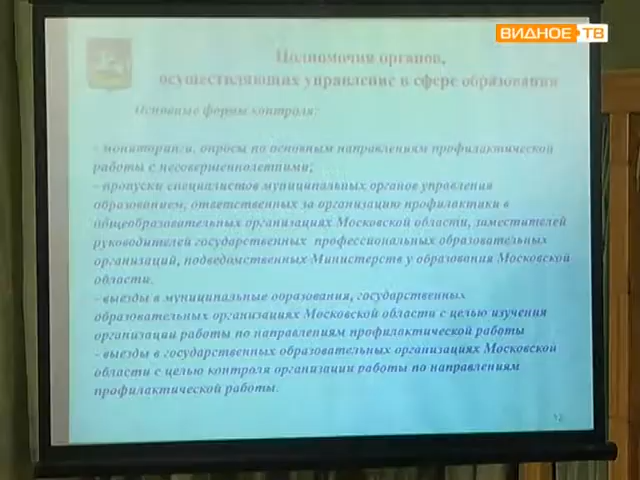 ВИДНОЕ ТВ
Полномочия органов,
осуществляющих управление в сфере образования
Основные формы контроля:
- мониторинги, опросы по основным направлениям профилактической
работы с несовершеннолетними;
- пропуски специалистов муниципальных органов управления
образованием, ответственных за организацию профилактики в
общеобразовательных организациях Московской области, заместителей
руководителей государственных профессиональных образовательных
организаций, подведомственных Министерств у образования Московской
области.
- выезды в муниципальные образования, государственных
образовательных организациях Московской области с целью изучения
организации работы по направлениям профилактической работы
- выезды в государственных образовательных организациях Московской
области с целью контроля организации работы по направлениям
профилактической работы.